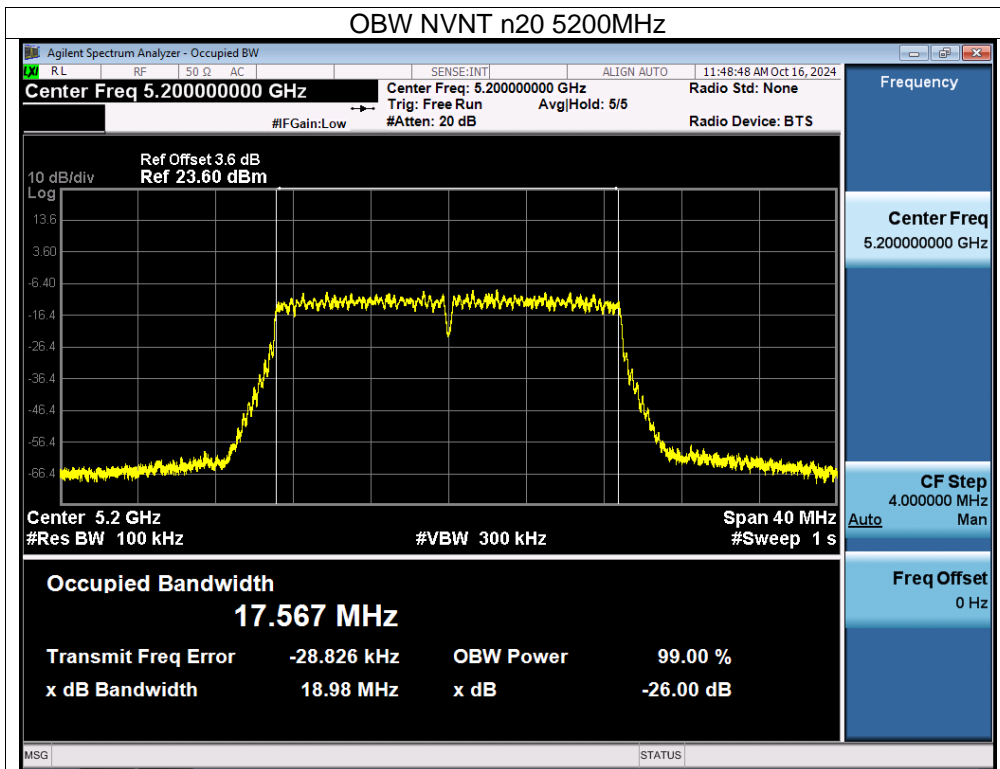 OBW NVNT n20 5200MHz
Agilent Spectrum Analyzer - Occupied BW
LXI RL RF 50 Ω AC SENSE:INT ALIGN AUTO 11:48:48 AM Oct 16, 2024
Center Freq 5.200000000 GHz
Center Freq: 5.200000000 GHz
Radio Std: None
Trig: Free Run Avg|Hold: 5/5
#IFGain:Low
#Atten: 20 dB
Radio Device: BTS
Ref Offset 3.6 dB
10 dB/div Ref 23.60 dBm
Log
13.6
3.60
-6.40
-16.4
-26.4
-36.4
-46.4
-56.4
-66.4
Center 5.2 GHz Span 40 MHz
#Res BW 100 kHz #VBW 300 kHz #Sweep 1 s
Occupied Bandwidth
17.567 MHz
Transmit Freq Error -28.826 kHz OBW Power 99.00 %
x dB Bandwidth 18.98 MHz x dB -26.00 dB
MSG STATUS
Frequency
Center Freq
5.200000000 GHz
CF Step
4.000000 MHz
Auto Man
Freq Offset
0 Hz